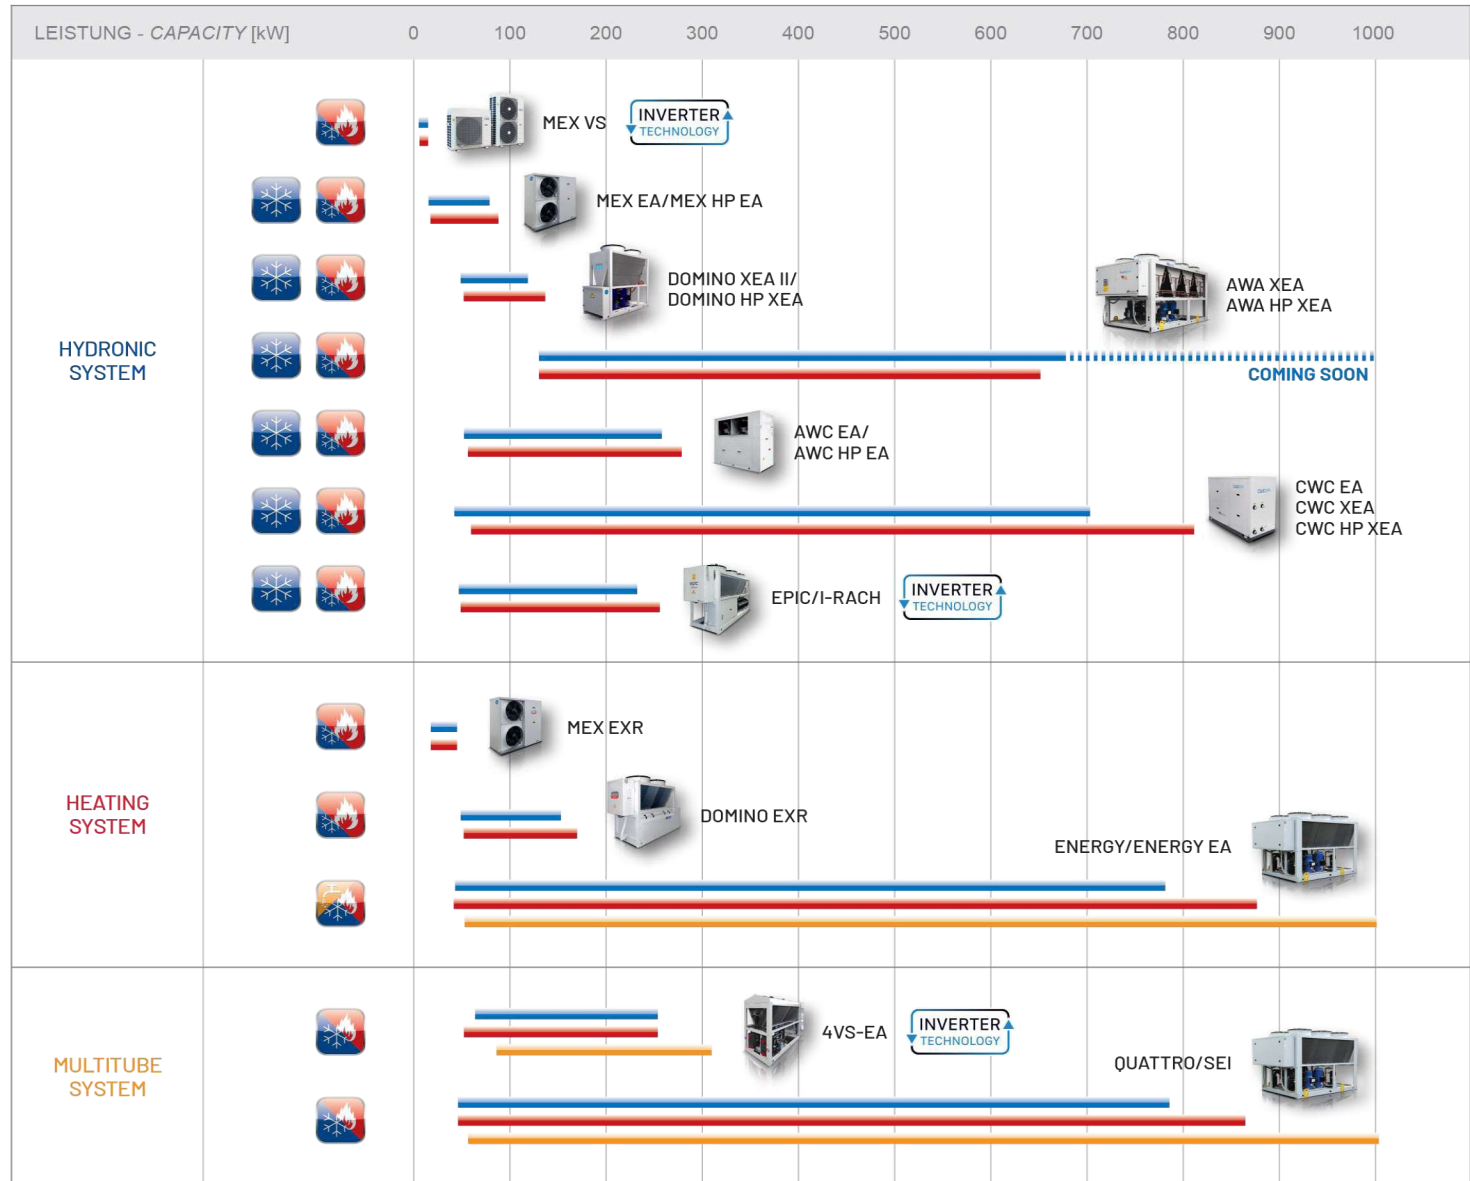 LEISTUNG - CAPACITY [kW] 0 100 200 300 400 500 600 700 800 900 1000
MEX VS
INVERTER
TECHNOLOGY
MEX EA/MEX HP EA
DOMINO XEA II/
DOMINO HP XEA
AWA XEA
AWA HP XEA
HYDRONIC
SYSTEM
COMING SOON
AWC EA/
AWC HP EA
CWC EA
CWC XEA
CWC HP XEA
EPIC/I-RACH
INVERTER
TECHNOLOGY
MEX EXR
HEATING
SYSTEM
DOMINO EXR
ENERGY/ENERGY EA
MULTITUBE
SYSTEM
4VS-EA
INVERTER
TECHNOLOGY
QUATTRO/SEI